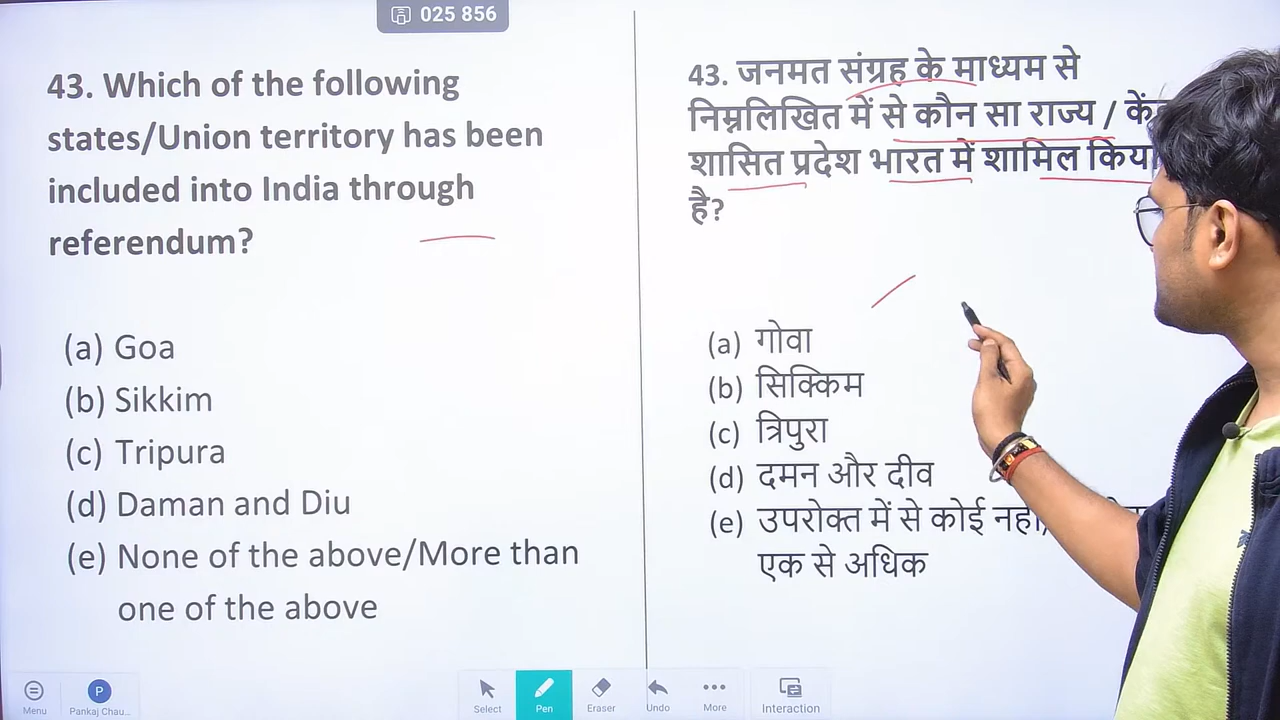 025 856
43. Which of the following
states/Union territory has been
included into India through
referendum?
(a) Goa
(b) Sikkim
(c) Tripura
(d) Daman and Diu
(e) None of the above/More than
one of the above
43. जनमत संग्रह के माध्यम से
निम्नलिखित में से कौन सा राज्य /
शासित प्रदेश भारत में शामिल
है?
(a) गोवा
(b) सिक्किम
(c) त्रिपुरा
(d) दमन और दीव
(e) उपरोक्त में से कोई
एक से अधिक
Menu
Pankaj Chau...
Select
Pen
Eraser
Undo
More
Interaction